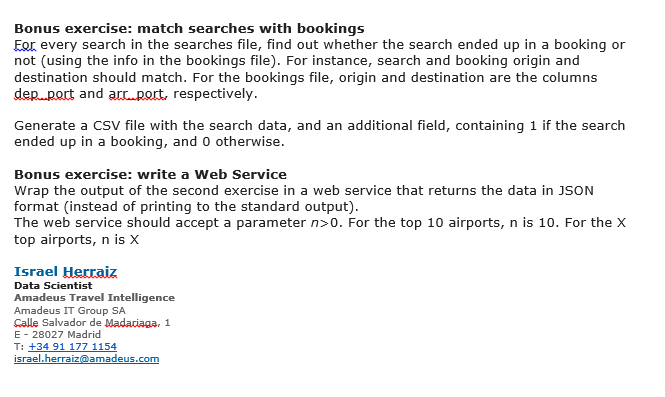 Bonus exercise: match searches with bookings
For every search in the searches file, find out whether the search ended up in a booking or
not (using the info in the bookings file). For instance, search and booking origin and
destination should match. For the bookings file, origin and destination are the columns
dep_port and arr_port, respectively.
Generate a CSV file with the search data, and an additional field, containing 1 if the search
ended up in a booking, and 0 otherwise.
Bonus exercise: write a Web Service
Wrap the output of the second exercise in a web service that returns the data in JSON
format (instead of printing to the standard output).
The web service should accept a parameter n>0. For the top 10 airports, n is 10. For the X
top airports, n is X
Israel Herraiz
Data Scientist
Amadeus Travel Intelligence
Amadeus IT Group SA
Calle Salvador de Madariaga, 1
E - 28027 Madrid
T: +34 91 177 1154
israel.herraiz@amadeus.com